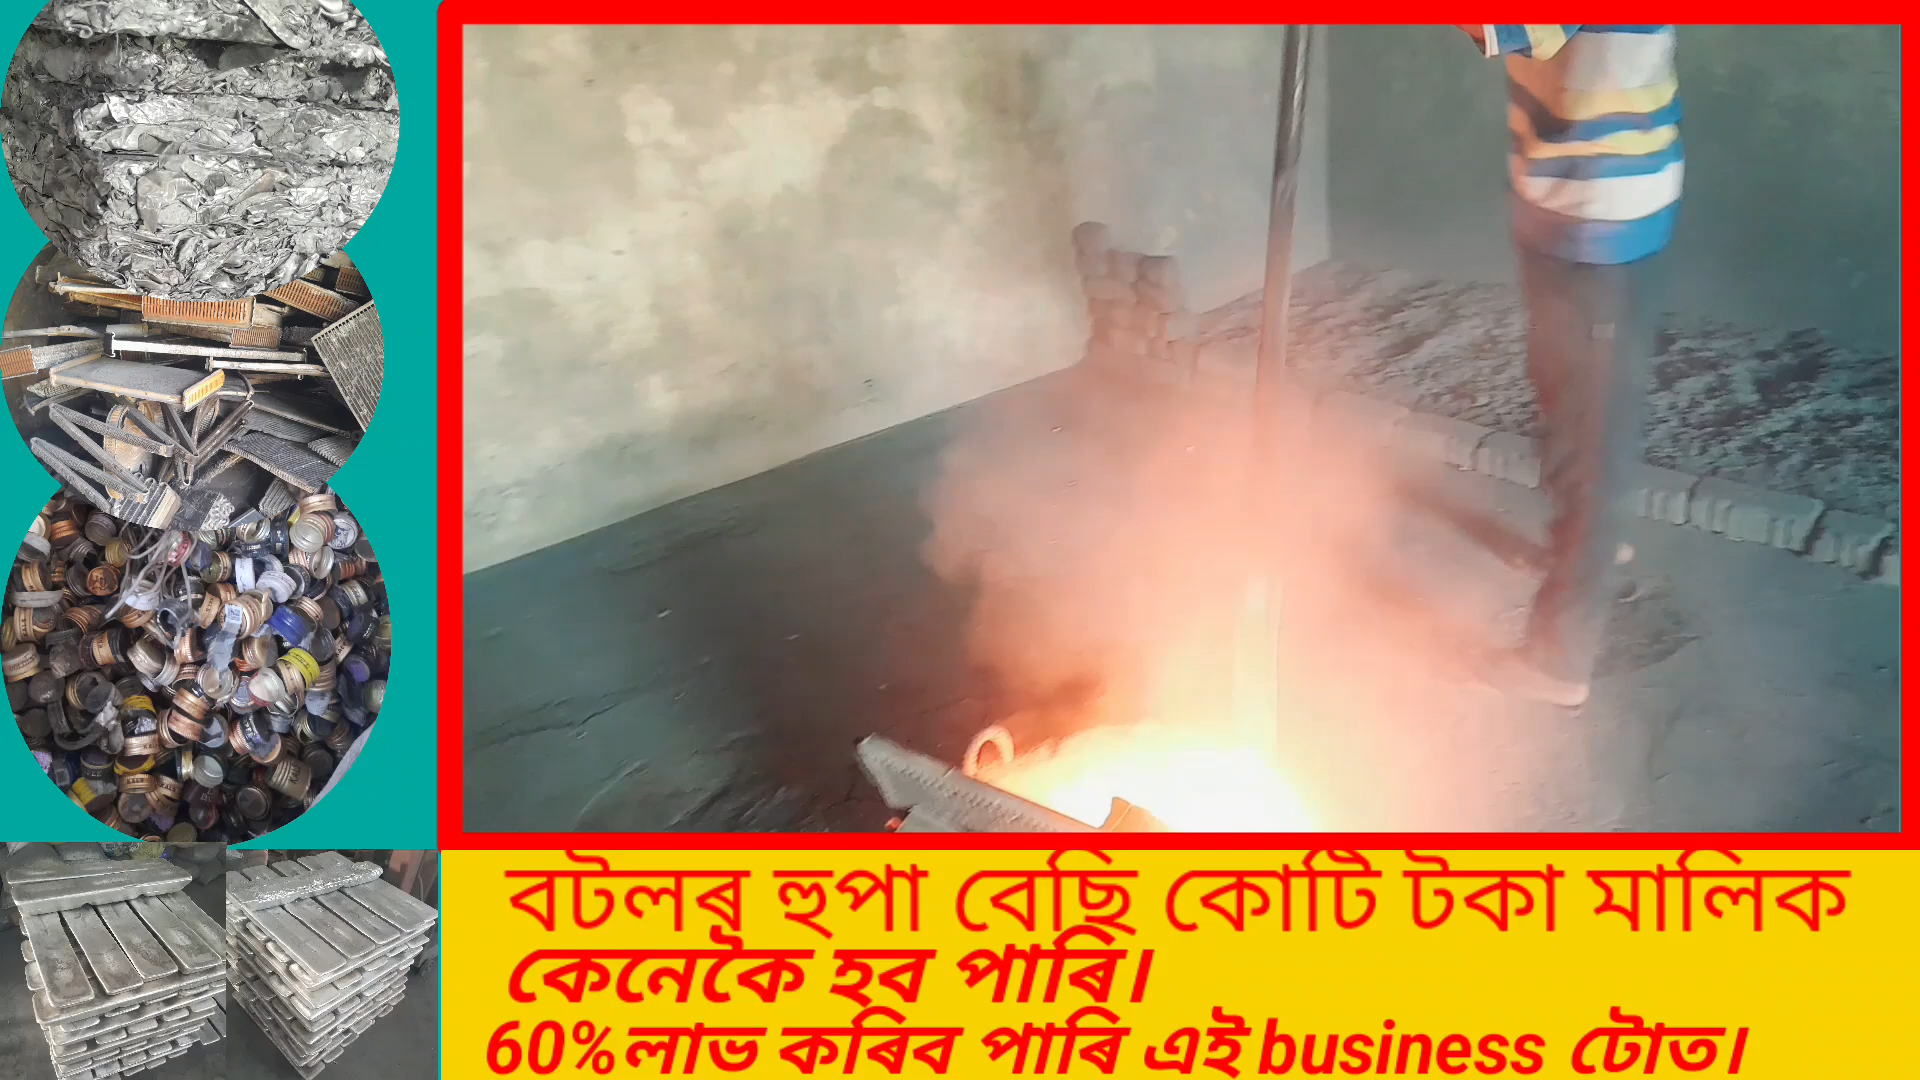 বটলৰ হুপা বেছি কোটি টকা মালিক
কেনেকৈ হব পাৰি।
60%লাভ কৰিব পাৰি এই business টোত।